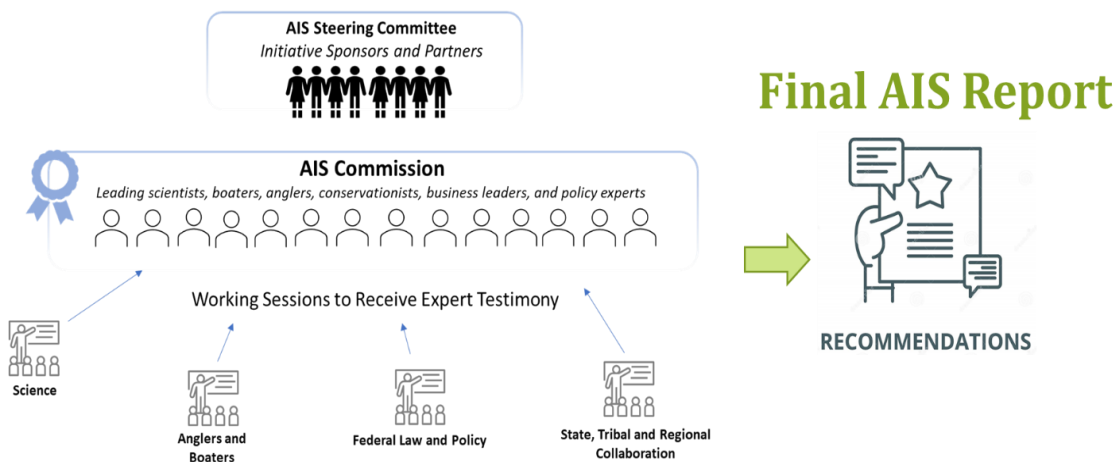 AIS Steering Committee
Initiative Sponsors and Partners
Final AIS Report
AIS Commission
Leading scientists, boaters, anglers, conservationists, business leaders, and policy experts
Working Sessions to Receive Expert Testimony
RECOMMENDATIONS
Science
Anglers and
Boaters
Federal Law and Policy
State, Tribal and Regional
Collaboration